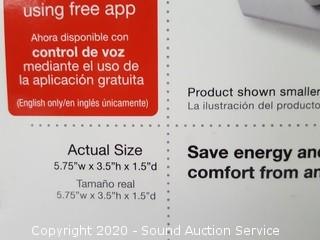 using free app
Ahora disponible con
control de voz
mediante el uso de
la aplicación gratuita
(English only/en inglés únicamente)
Product shown smaller
La ilustración del producto
Actual Size
5.75"w x 3.5"h x 1.5"d
Tamaño real
5.75"w x 3.5"h x 1.5"d
Save energy and
comfort from an
Copyright 2020 - Sound Auction Service